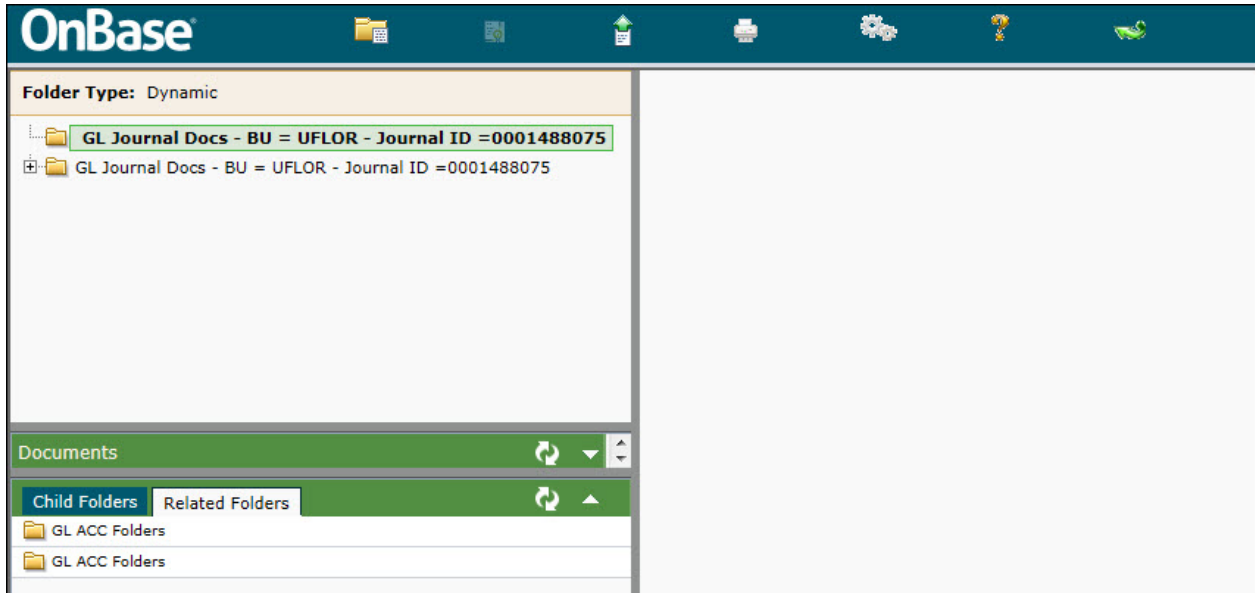 OnBase
Folder Type: Dynamic
GL Journal Docs - BU = UFLOR - Journal ID =0001488075
GL Journal Docs - BU = UFLOR - Journal ID =0001488075
Documents
Child Folders Related Folders
GL ACC Folders
GL ACC Folders